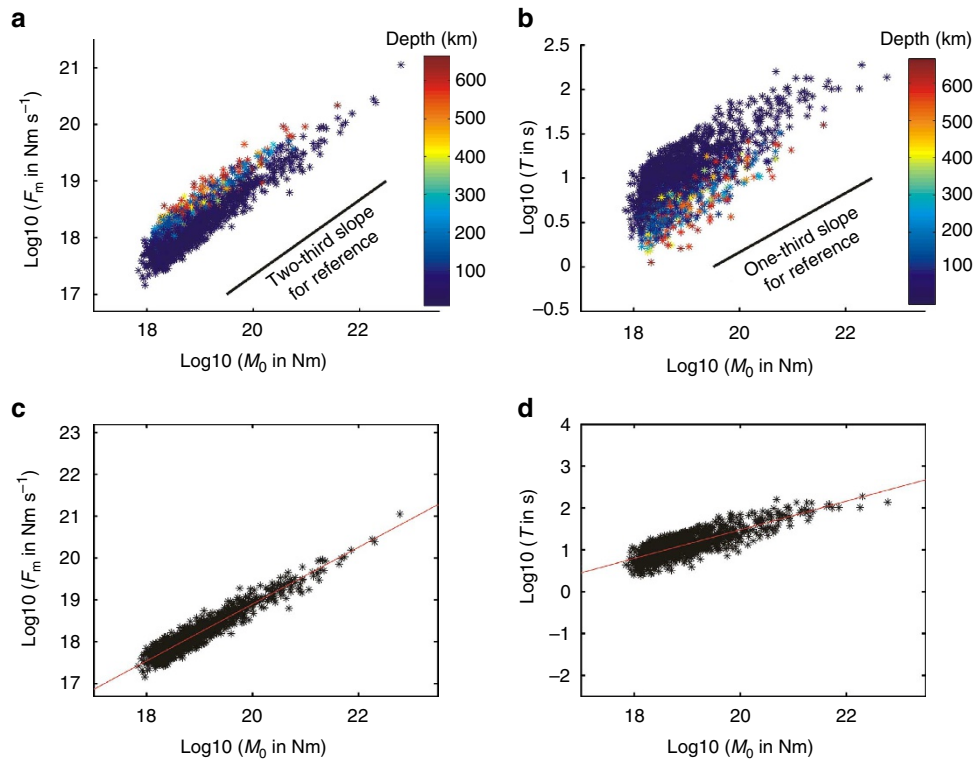 a
Depth (km)
600
500
400
300
200
100
21
20
19
18
17
Log10 (Fm in Nm s−1)
Two-third slope
for reference
18
20
22
Log10 (M0 in Nm)
b
Depth (km)
600
500
400
300
200
100
2.5
2
1.5
1
0.5
0
−0.5
Log10 (T in s)
One-third slope
for reference
18
20
22
Log10 (M0 in Nm)
c
23
22
21
20
19
18
17
Log10 (Fm in Nm s−1)
18
20
22
Log10 (M0 in Nm)
d
4
3
2
1
0
−1
−2
Log10 (T in s)
18
20
22
Log10 (M0 in Nm)